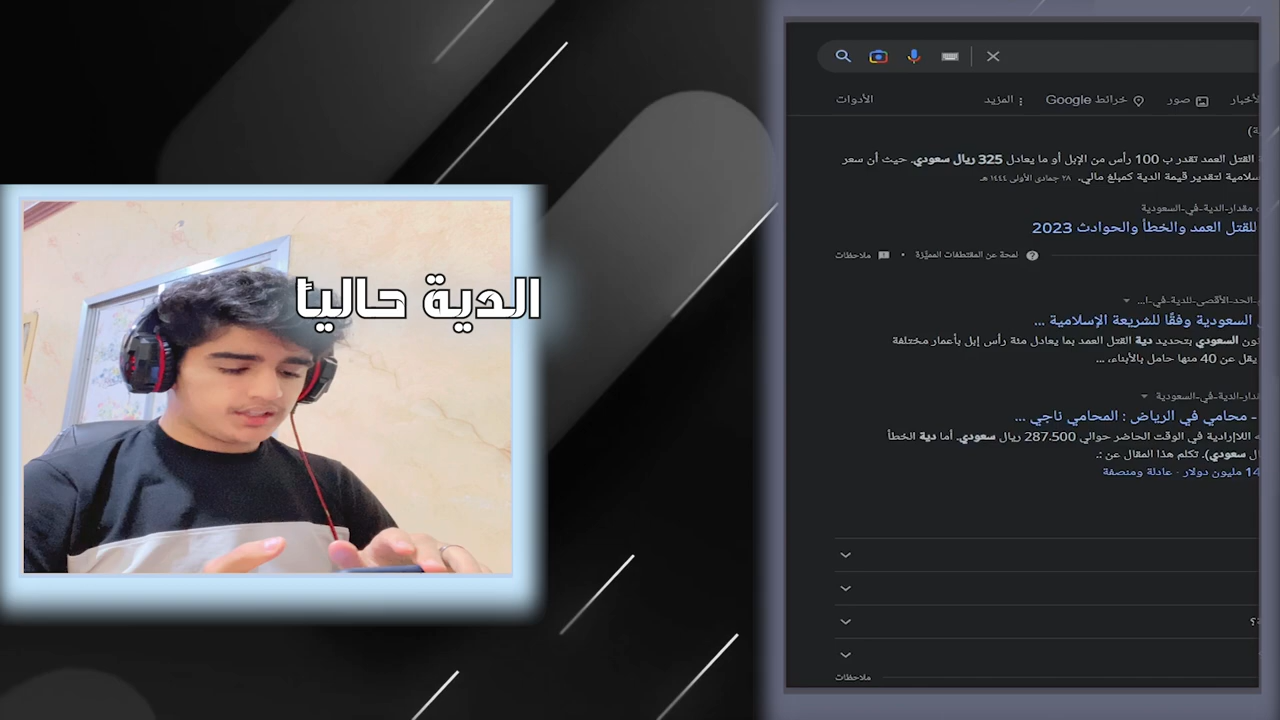 الدية حالياً
الأخبار
صور
خرائط Google
المزيد
الأدوات
القتل العمد تقدر ب 100 رأس من الإبل أو ما يعادل 325 ريال سعودي. حيث أن سعر
لتقدير قيمة الدية كمبلغ مالي. ٢٨ جمادى الأولى ١٤٤٤ هـ
مقدار-الدية-في-السعودية
للقتل العمد والخطأ والحوادث 2023
لمحة عن المقتطفات المميَّزة • ملاحظات
-الحد-الأقصى-للدية-في-ا...
السعودية وفقًا للشريعة الإسلامية ...
السعودي بتحديد دية القتل العمد بما يعادل مئة رأس إبل بأعمار مختلفة
يقل عن 40 منها حامل بالأبناء، ...
-الدية-في-السعودية
- محامي في الرياض : المحامي ناجي ...
اللاإرادية في الوقت الحاضر حوالي 287.500 ريال سعودي. أما دية الخطأ
سعودي). تكلم هذا المقال عن :.
مليون دولار - عادلة ومنصفة
ملاحظات